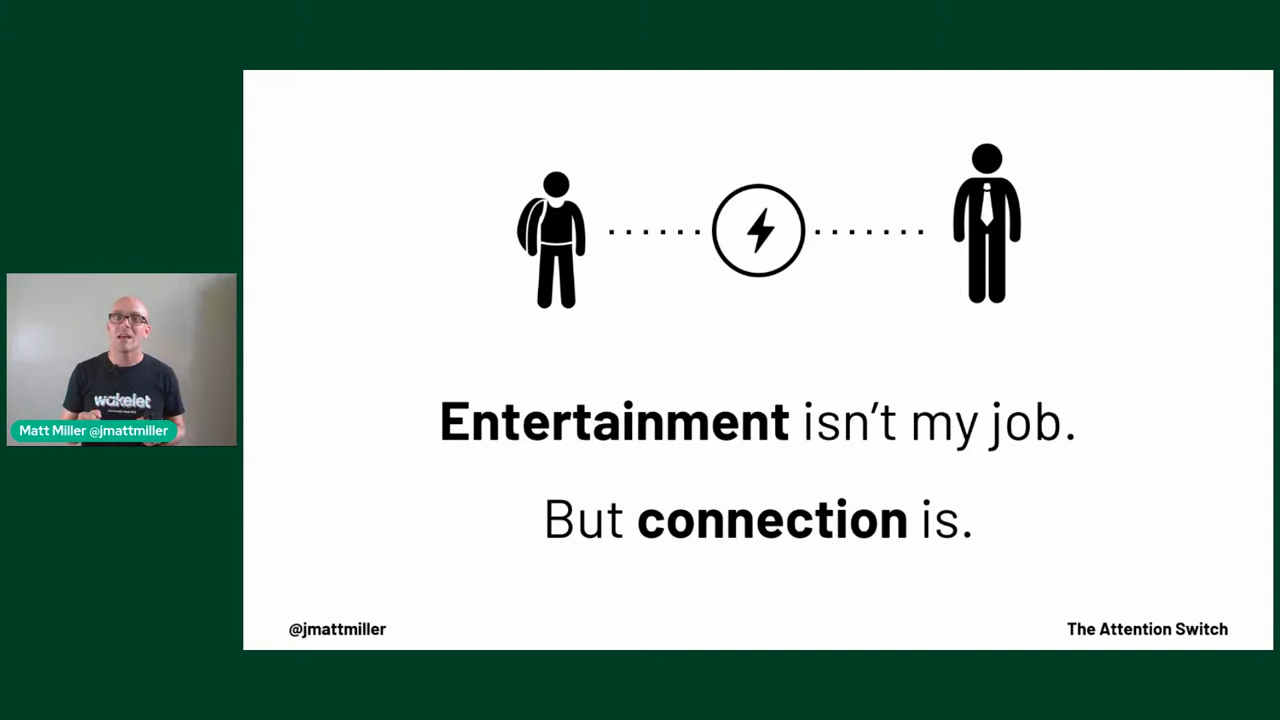 Entertainment isn’t my job.
But connection is.
@jmattmiller
The Attention Switch
wakelet
Matt Miller @jmattmiller